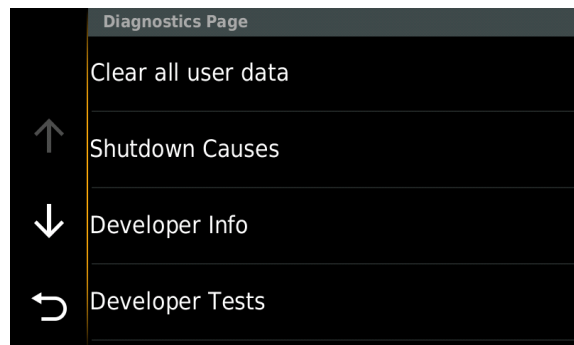 Diagnostics Page
Clear all user data
Shutdown Causes
Developer Info
Developer Tests